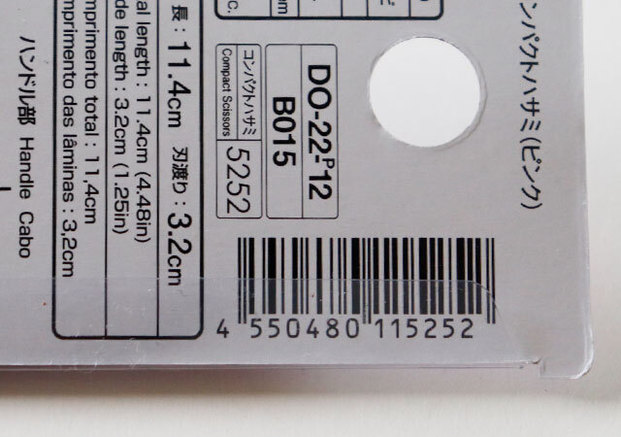 コンパクトハサミ(ピンク)
DO-22-P12
B015
コンパクトハサミ
Compact Scissors
5252
長:11.4cm 刃渡り:3.2cm
al length : 11.4cm (4.48in)
de length : 3.2cm (1.25in)
mprimento total : 11,4cm
mprimento das lâminas : 3,2cm
ハンドル部 Handle Cabo
4 550480 115252